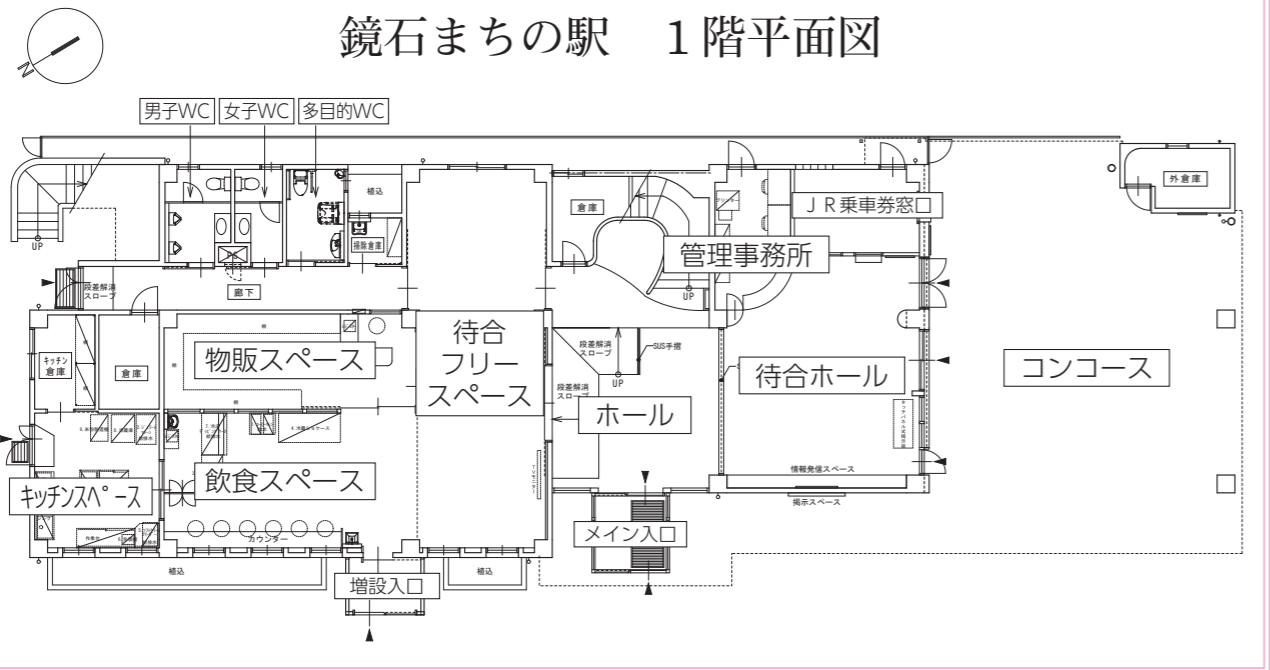 鏡石まちの駅 1階平面図
N
男子WC
女子WC
多目的WC
植込
掃除倉庫
PS
倉庫
JR乗車券窓口
管理事務所
外倉庫
UP
UP
段差解消
スロープ
廊下
キッチン
倉庫
倉庫
物販スペース
待合
フリー
スペース
段差解消
スロープ
SUS手摺
UP
段差解消
スロープ
ホール
待合ホール
コンコース
キッチンスペース
飲食スペース
カウンター
情報発信スペース
掲示スペース
メイン入口
植込
増設入口
植込